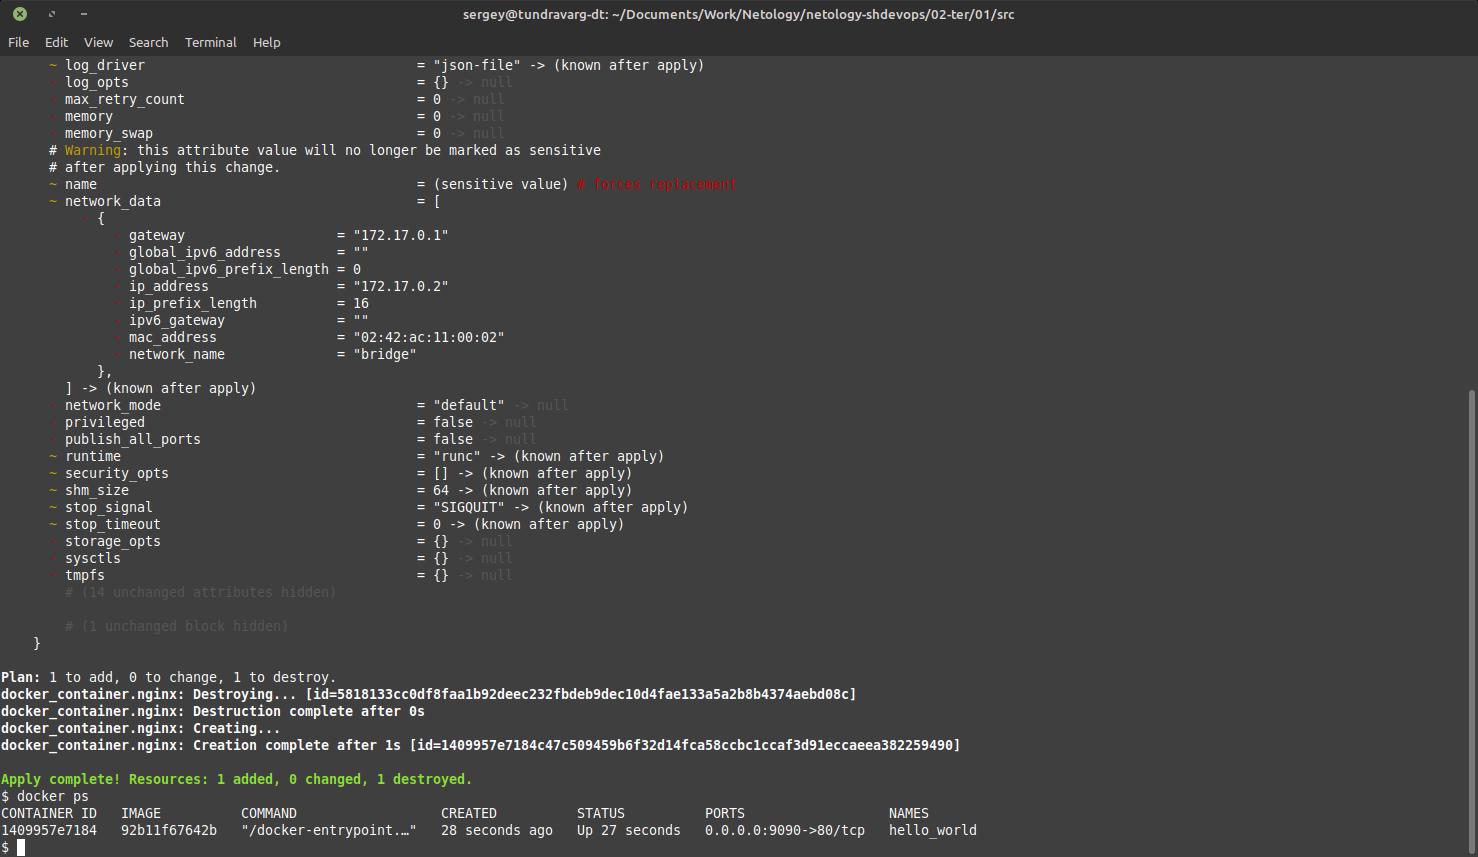 sergey@tundravarg-dt: ~/Documents/Work/Netology/netology-shdevops/02-ter/01/src
File Edit View Search Terminal Help
~ log_driver = "json-file" -> (known after apply)
- log_opts = {} -> null
- max_retry_count = 0 -> null
- memory = 0 -> null
- memory_swap = 0 -> null
# Warning: this attribute value will no longer be marked as sensitive
# after applying this change.
~ name = (sensitive value) # forces replacement
~ network_data = [
- {
- gateway = "172.17.0.1"
- global_ipv6_address = ""
- global_ipv6_prefix_length = 0
- ip_address = "172.17.0.2"
- ip_prefix_length = 16
- ipv6_gateway = ""
- mac_address = "02:42:ac:11:00:02"
- network_name = "bridge"
},
] -> (known after apply)
- network_mode = "default" -> null
- privileged = false -> null
- publish_all_ports = false -> null
~ runtime = "runc" -> (known after apply)
~ security_opts = [] -> (known after apply)
~ shm_size = 64 -> (known after apply)
~ stop_signal = "SIGQUIT" -> (known after apply)
~ stop_timeout = 0 -> (known after apply)
- storage_opts = {} -> null
- sysctls = {} -> null
- tmpfs = {} -> null
# (14 unchanged attributes hidden)
# (1 unchanged block hidden)
}
Plan: 1 to add, 0 to change, 1 to destroy.
docker_container.nginx: Destroying... [id=5818133cc0df8faa1b92deec232fbdeb9dec10d4fae133a5a2b8b4374aebd08c]
docker_container.nginx: Destruction complete after 0s
docker_container.nginx: Creating...
docker_container.nginx: Creation complete after 1s [id=1409957e7184c47c509459b6f32d14fca58ccbc1ccaf3d91eccaeea382259490]
Apply complete! Resources: 1 added, 0 changed, 1 destroyed.
$ docker ps
CONTAINER ID IMAGE COMMAND CREATED STATUS PORTS NAMES
1409957e7184 92b11f67642b "/docker-entrypoint.…" 28 seconds ago Up 27 seconds 0.0.0.0:9090->80/tcp hello_world
$